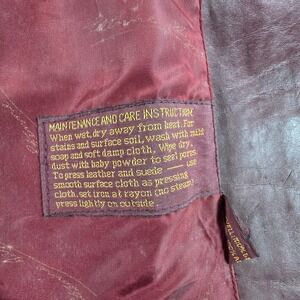 MAINTENANCE AND CARE INSTRUCTION
When wet, dry away from heat. For
stains and surface soil, wash with mild
soap and soft damp cloth. Wipe dry,
dust with baby powder to seal pores.
To press leather and suede — use
smooth surface cloth as pressing
cloth, set iron at rayon (no steam)
press lightly on outside.